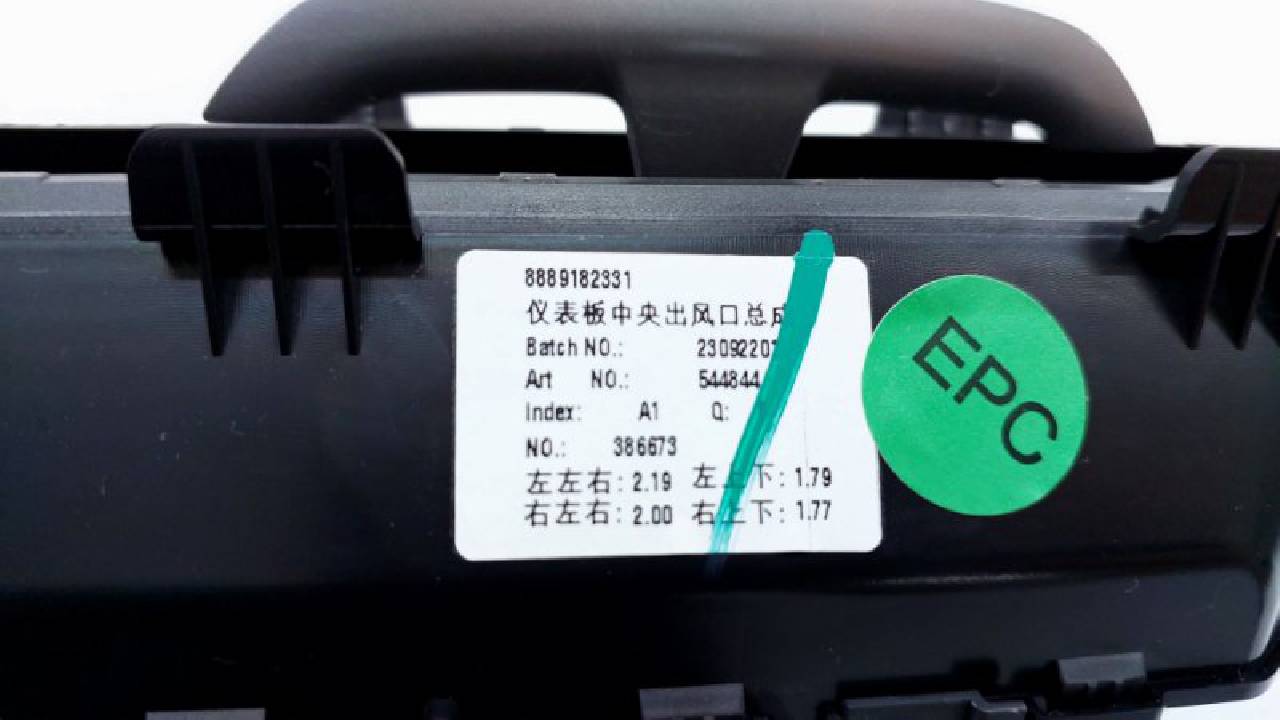 8889182331
仪表板中央出风口总成
Batch NO.: 2309220
Art NO.: 544844
Index: A1 Q:
NO.: 386673
左左右: 2.19 左上下: 1.79
右左右: 2.00 右上下: 1.77
EPC